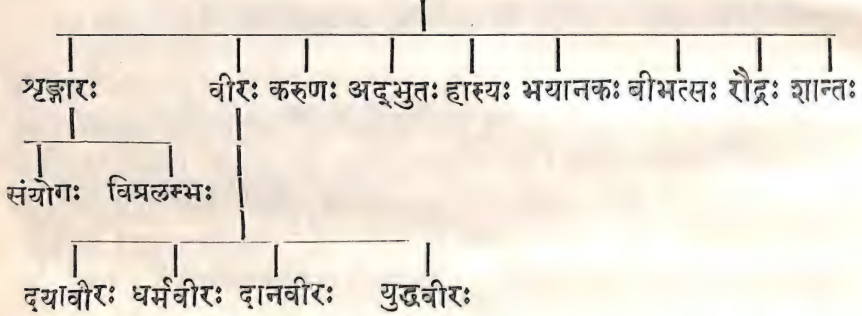 शृङ्गारः वीरः करुणः अद्‌भुतः हास्यः भयानकः बीभत्सः रौद्रः शान्तः
संयोगः विप्रलम्भः
दयावीरः धर्मवीरः दानवीरः युद्धवीरः